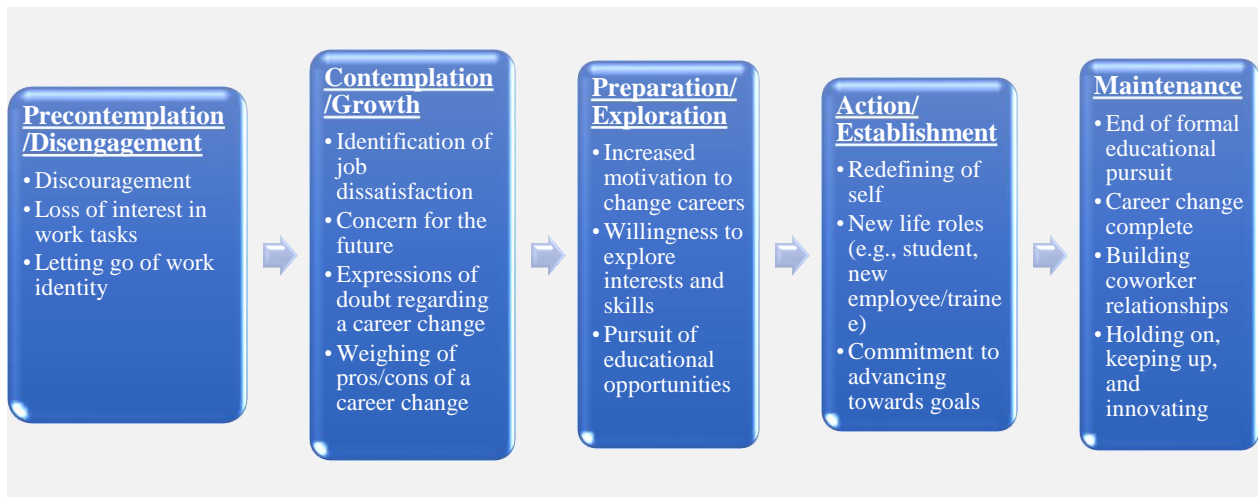 Precontemplation
/Disengagement
• Discouragement
• Loss of interest in
work tasks
• Letting go of work
identity
Contemplation
/Growth
• Identification of
job
dissatisfaction
• Concern for the
future
• Expressions of
doubt regarding
a career change
• Weighing of
pros/cons of a
career change
Preparation/
Exploration
• Increased
motivation to
change careers
• Willingness to
explore
interests and
skills
• Pursuit of
educational
opportunities
Action/
Establishment
• Redefining of
self
• New life roles
(e.g., student,
new
employee/traine
e)
• Commitment to
advancing
towards goals
Maintenance
• End of formal
educational
pursuit
• Career change
complete
• Building
coworker
relationships
• Holding on,
keeping up,
and
innovating